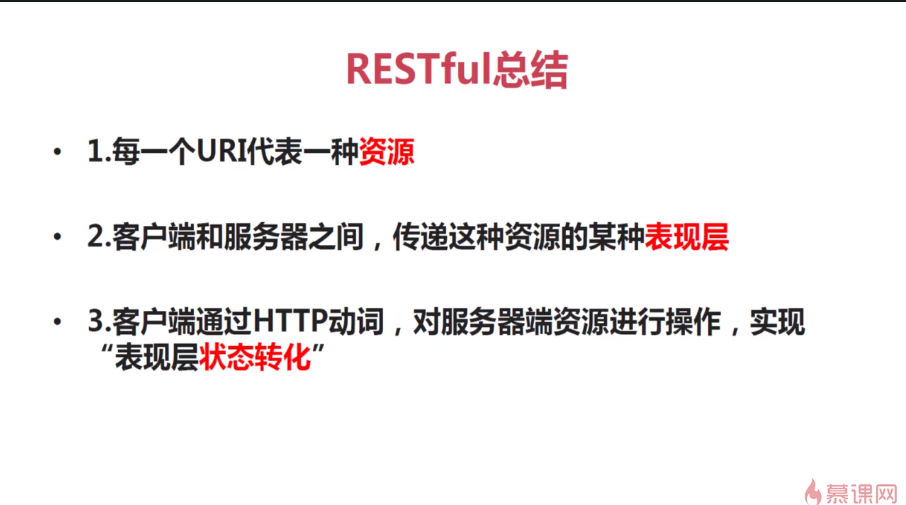 RESTful总结
• 1.每一个URI代表一种资源
• 2.客户端和服务器之间，传递这种资源的某种表现层
• 3.客户端通过HTTP动词，对服务器端资源进行操作，实现
“表现层状态转化”
慕课网